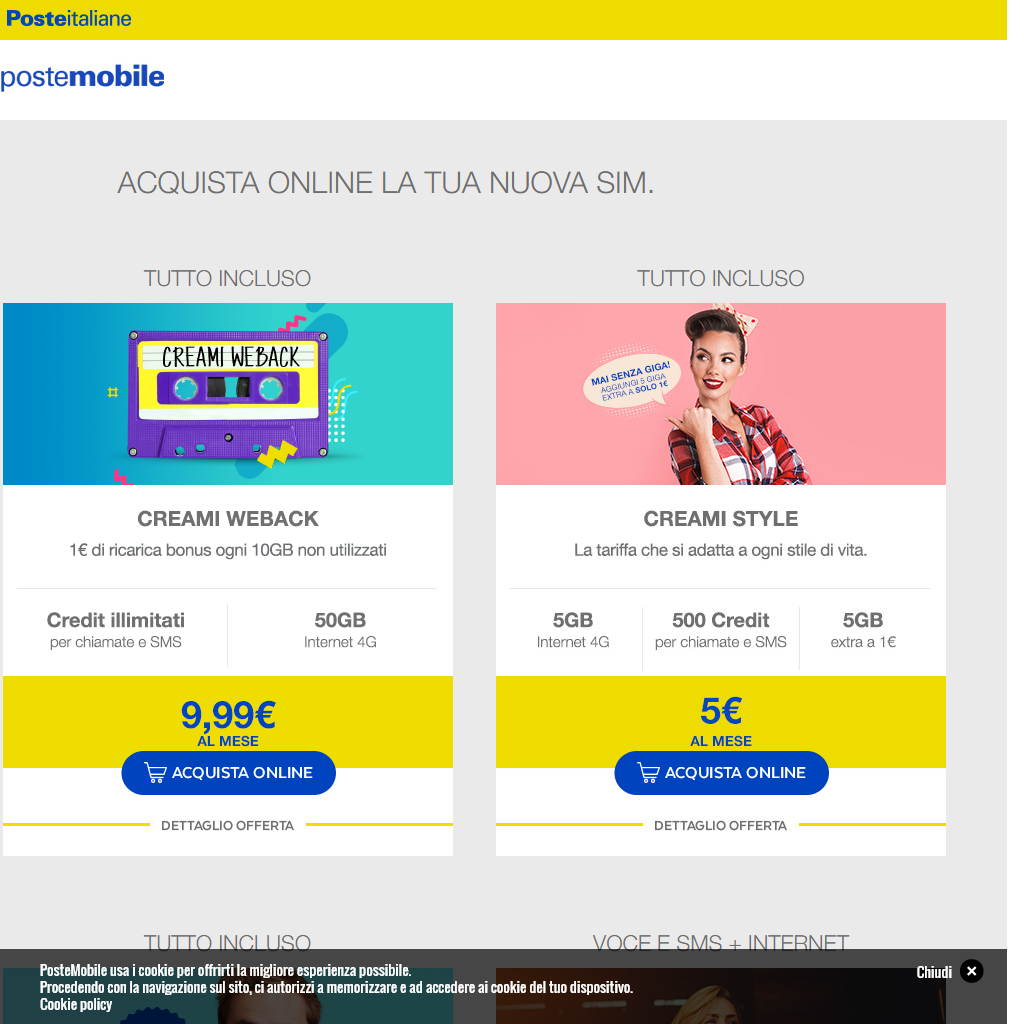 Posteitaliane
postemobile
ACQUISTA ONLINE LA TUA NUOVA SIM.
TUTTO INCLUSO
CREAMI WEBACK
CREAMI WEBACK
1€ di ricarica bonus ogni 10GB non utilizzati
Credit illimitati
per chiamate e SMS
50GB
Internet 4G
9,99€
AL MESE
ACQUISTA ONLINE
DETTAGLIO OFFERTA
TUTTO INCLUSO
MAI SENZA GIGA!
AGGIUNGI 5 GIGA
EXTRA A SOLO 1€
CREAMI STYLE
La tariffa che si adatta a ogni stile di vita.
5GB
Internet 4G
500 Credit
per chiamate e SMS
5GB
extra a 1€
5€
AL MESE
ACQUISTA ONLINE
DETTAGLIO OFFERTA
TUTTO INCLUSO
VOCE E SMS + INTERNET
PosteMobile usa i cookie per offrirti la migliore esperienza possibile.
Procedendo con la navigazione sul sito, ci autorizzi a memorizzare e ad accedere ai cookie del tuo dispositivo.
Cookie policy
Chiudi